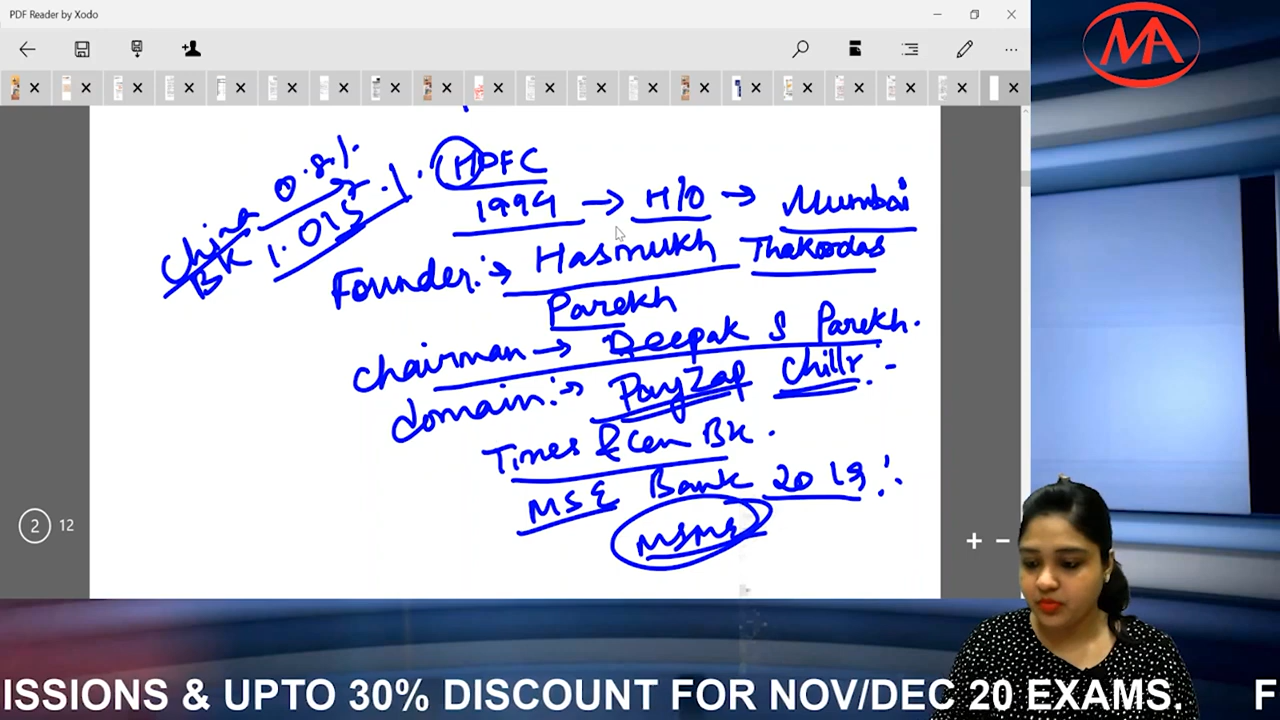 PDF Reader by Xodo
MA
China 0.8%
BK 1.015%.
HDFC
1994 → H/O → Mumbai
Founder:→ Hasmukh Thakordas
Parekh
Chairman → Deepak S Parekh.
domain:→ PayZap Chillr:-
Times & Cen BK.
MSE Bank 2019:
MSME
2 12
ISSIONS & UPTO 30% DISCOUNT FOR NOV/DEC 20 EXAMS. F